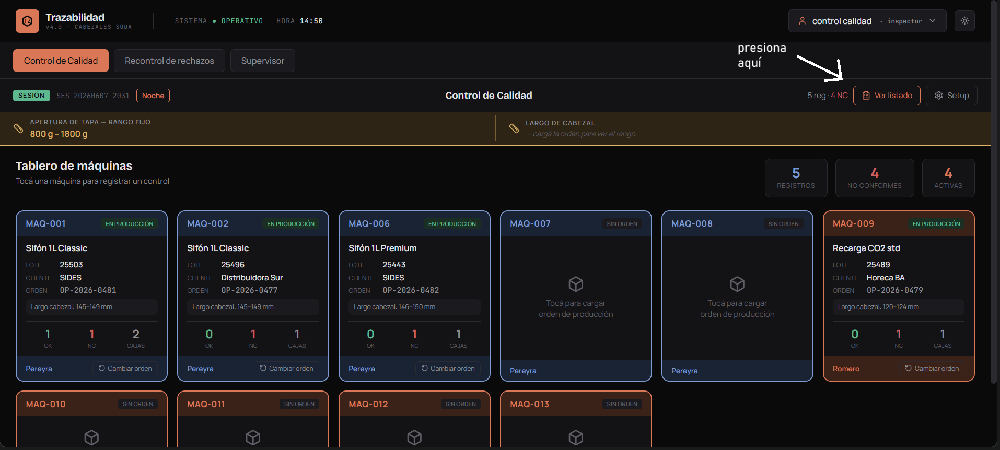 Trazabilidad
v4.0 · CABEZALES SODA
SISTEMA ● OPERATIVO HORA 14:50
control calidad · inspector
Control de Calidad
Recontrol de rechazos
Supervisor
presiona
aquí
SESIÓN SES-20260607-2031 Noche
Control de Calidad
5 reg · 4 NC Ver listado Setup
APERTURA DE TAPA — RANGO FIJO
800 g – 1800 g
LARGO DE CABEZAL
— cargá la orden para ver el rango
Tablero de máquinas
Tocá una máquina para registrar un control
5
REGISTROS
4
NO CONFORMES
4
ACTIVAS
MAQ-001 EN PRODUCCIÓN
Sifón 1L Classic
LOTE 25503
CLIENTE SIDES
ORDEN OP-2026-0481
Largo cabezal: 145–149 mm
1 1 2
OK NC CAJAS
Pereyra Cambiar orden
MAQ-002 EN PRODUCCIÓN
Sifón 1L Classic
LOTE 25496
CLIENTE Distribuidora Sur
ORDEN OP-2026-0477
Largo cabezal: 145–149 mm
0 1 1
OK NC CAJAS
Pereyra Cambiar orden
MAQ-006 EN PRODUCCIÓN
Sifón 1L Premium
LOTE 25443
CLIENTE SIDES
ORDEN OP-2026-0482
Largo cabezal: 146–150 mm
0 1 1
OK NC CAJAS
Pereyra Cambiar orden
MAQ-007 SIN ORDEN
Tocá para cargar
orden de producción
Pereyra
MAQ-008 SIN ORDEN
Tocá para cargar
orden de producción
Pereyra
MAQ-009 EN PRODUCCIÓN
Recarga CO2 std
LOTE 25489
CLIENTE Horeca BA
ORDEN OP-2026-0479
Largo cabezal: 120–124 mm
0 1 1
OK NC CAJAS
Romero Cambiar orden
MAQ-010 SIN ORDEN
MAQ-011 SIN ORDEN
MAQ-012 SIN ORDEN
MAQ-013 SIN ORDEN